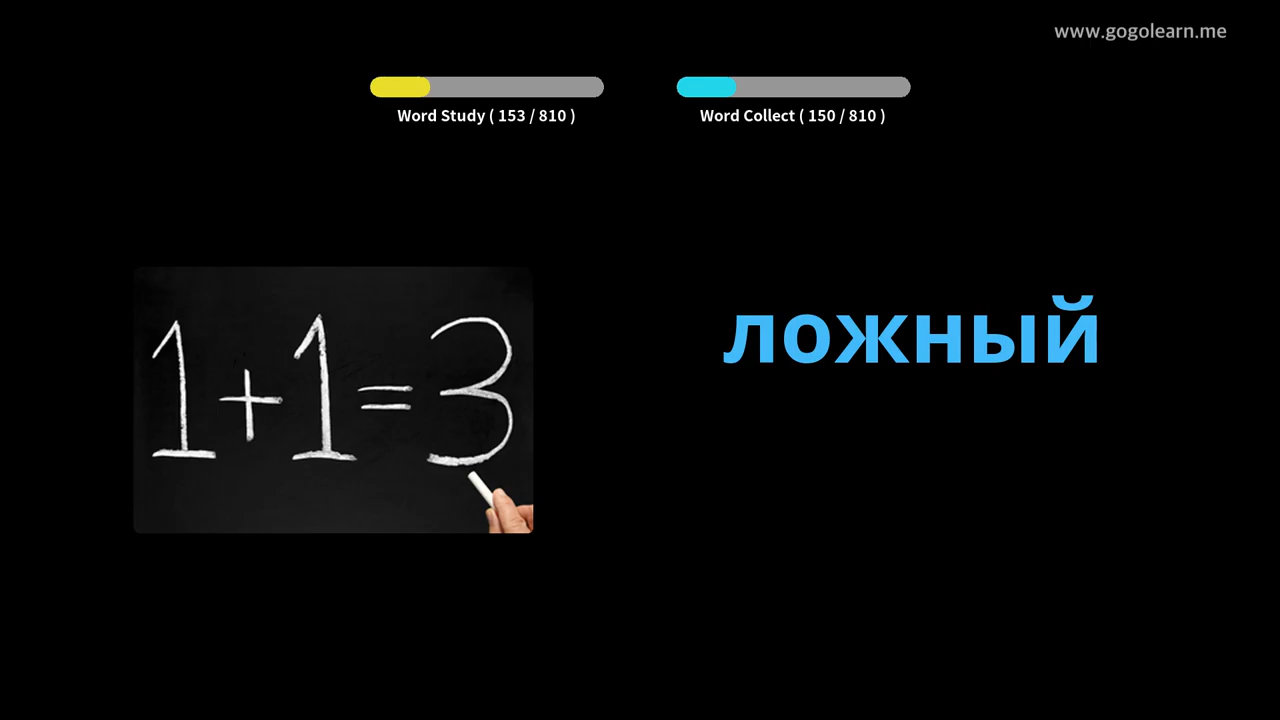 www.gogolearn.me
Word Study ( 153 / 810 )
Word Collect ( 150 / 810 )
1+1=3
ложный